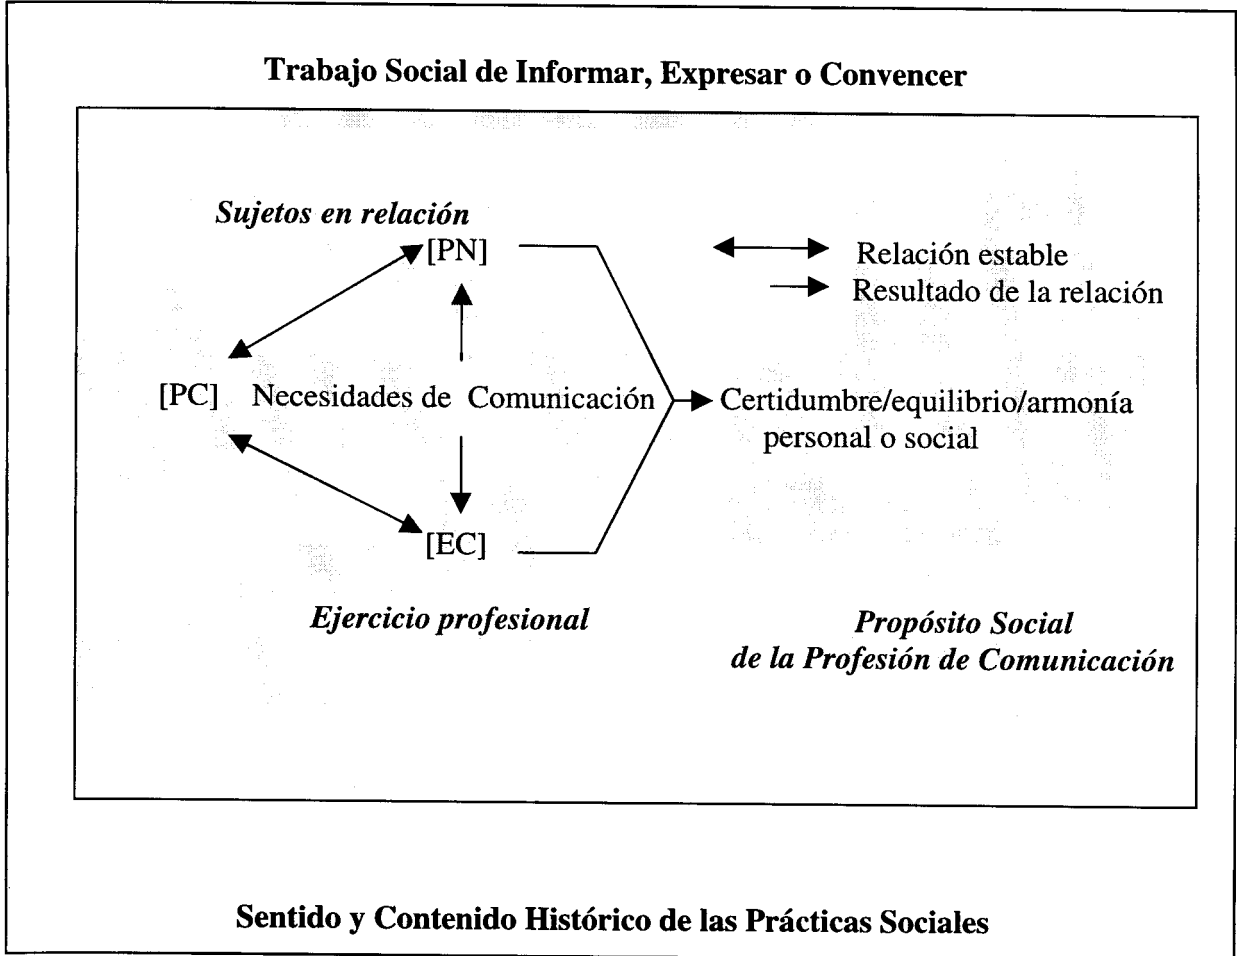 Trabajo Social de Informar, Expresar o Convencer
Sujetos en relación
[PN]
Relación estable
Resultado de la relación
[PC] Necesidades de Comunicación
Certidumbre/equilibrio/armonía
personal o social
[EC]
Ejercicio profesional
Propósito Social
de la Profesión de Comunicación
Sentido y Contenido Histórico de las Prácticas Sociales